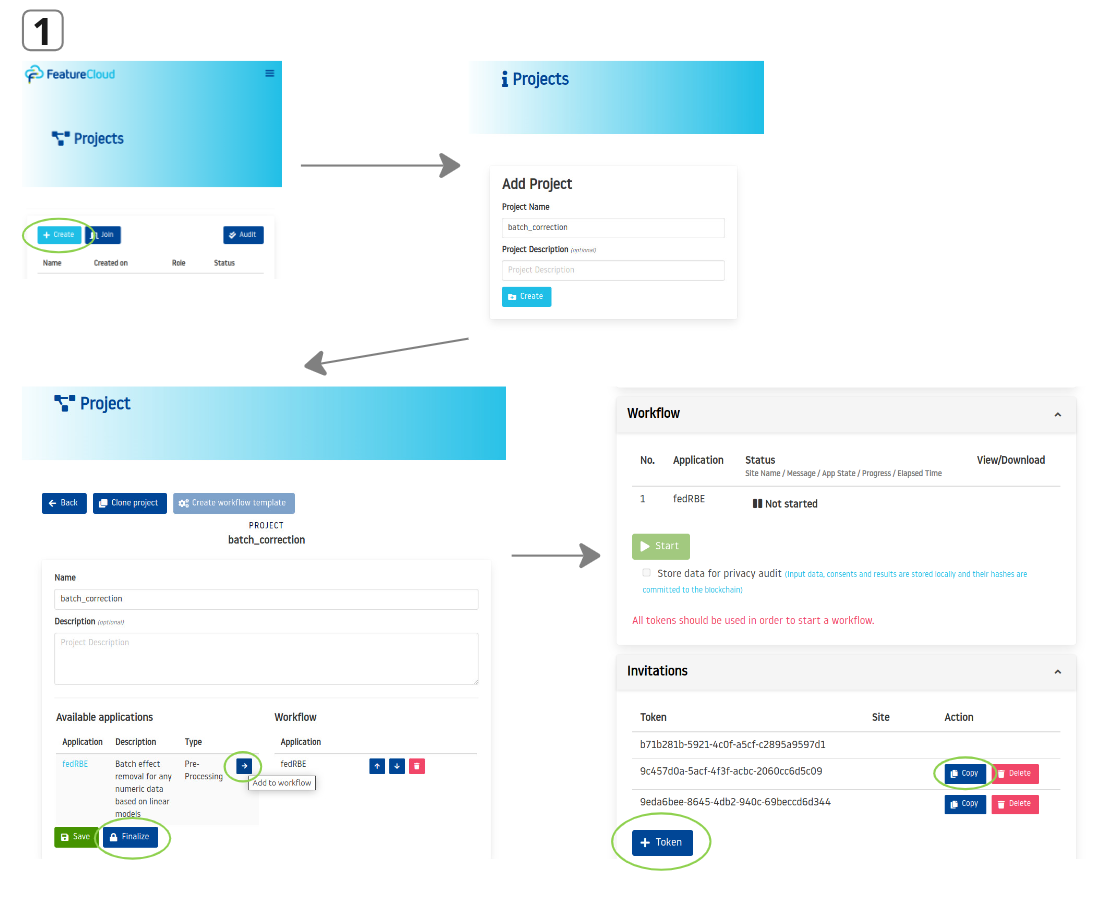 1
FeatureCloud
Projects
Create
Join
Audit
Name Created on Role Status
Projects
Add Project
Project Name
batch_correction
Project Description (optional)
Project Description
Create
Project
Back
Clone project
Create workflow template
PROJECT
batch_correction
Name
batch_correction
Description (optional)
Project Description
Available applications
Application Description Type
fedRBE
Batch effect
removal for any
numeric data
based on linear
models
Pre-
Processing
Workflow
Application
fedRBE
Add to workflow
Save
Finalize
Workflow
No. Application Status View/Download
Site Name / Message / App State / Progress / Elapsed Time
1 fedRBE Not started
Start
Store data for privacy audit (Input data, consents and results are stored locally and their hashes are
committed to the blockchain)
All tokens should be used in order to start a workflow.
Invitations
Token Site Action
b71b281b-5921-4c0f-a5cf-c2895a9597d1
9c457d0a-5acf-4f3f-acbc-2060cc6d5c09 Copy Delete
9eda6bee-8645-4db2-940c-69beccd6d344 Copy Delete
Token